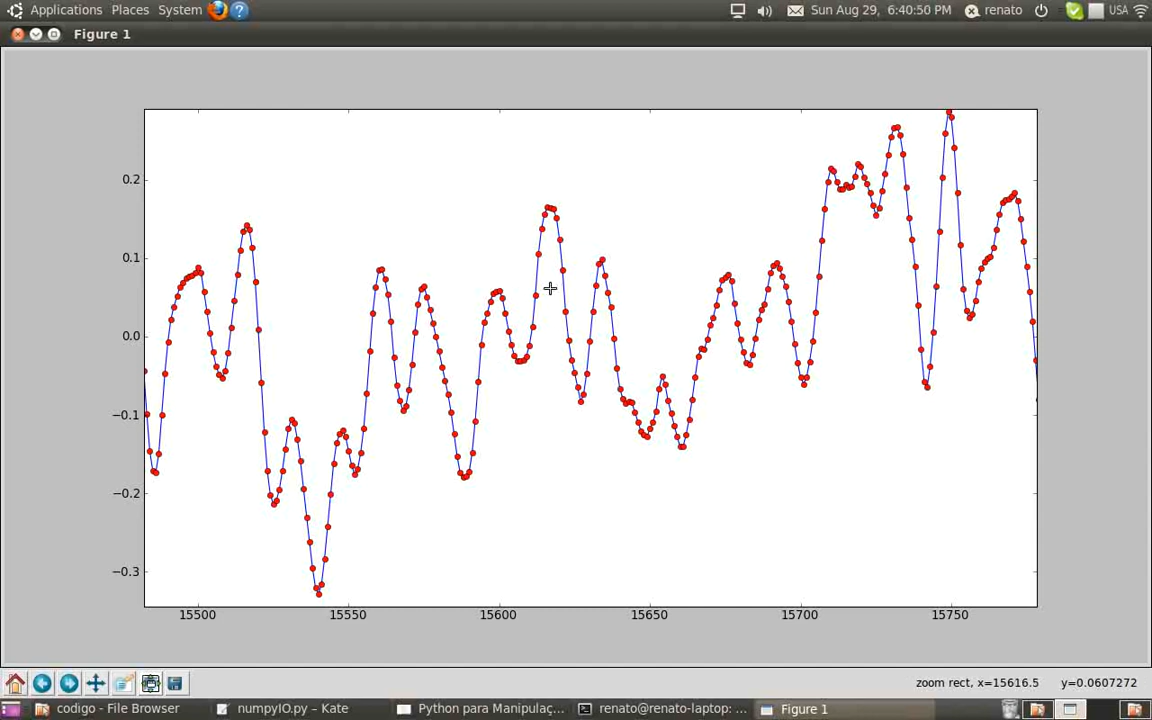 Applications Places System ? Sun Aug 29, 6:40:50 PM renato USA
Figure 1
0.2
0.1
0.0
−0.1
−0.2
−0.3
15500 15550 15600 15650 15700 15750
zoom rect, x=15616.5 y=0.0607272
codigo - File Browser numpyIO.py – Kate Python para Manipulaç... renato@renato-laptop: ... Figure 1